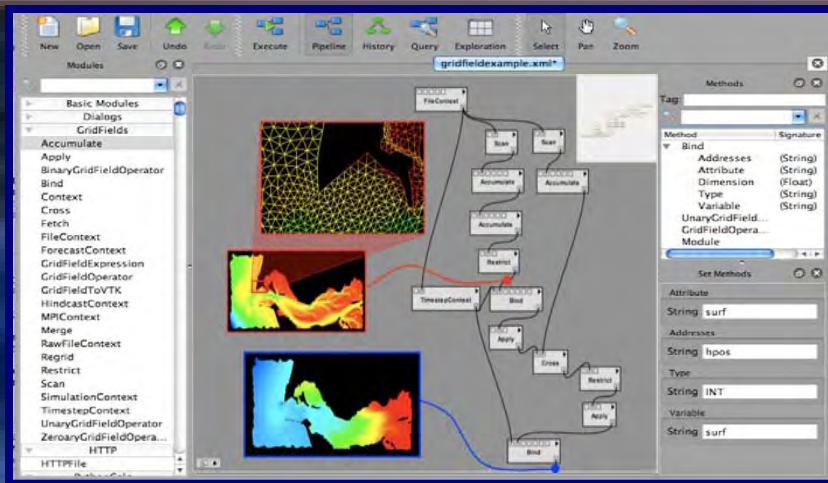 New Open Save Undo Redo Execute Pipeline History Query Exploration Select Pan Zoom
Modules
Basic Modules
Dialogs
GridFields
Accumulate
Apply
BinaryGridFieldOperator
Bind
Context
Cross
Fetch
FileContext
ForecastContext
GridFieldExpression
GridFieldOperator
GridFieldToVTK
HindcastContext
MPIContext
Merge
RawFileContext
Regrid
Restrict
Scan
SimulationContext
TimestepContext
UnaryGridFieldOperator
ZeroaryGridFieldOpera...
HTTP
HTTPFile
gridfieldexample.xml*
FileContext
Scan
Scan
Accumulate
Accumulate
Accumulate
Restrict
TimestepContext
Bind
Apply
Cross
Restrict
Apply
Bind
Methods
Tag:
Method Signature
Bind
Addresses (String)
Attribute (String)
Dimension (Float)
Type (String)
Variable (String)
UnaryGridField...
GridFieldOpera...
Module
Set Methods
Attribute
String surf
Addresses
String hpos
Type
String INT
Variable
String surf